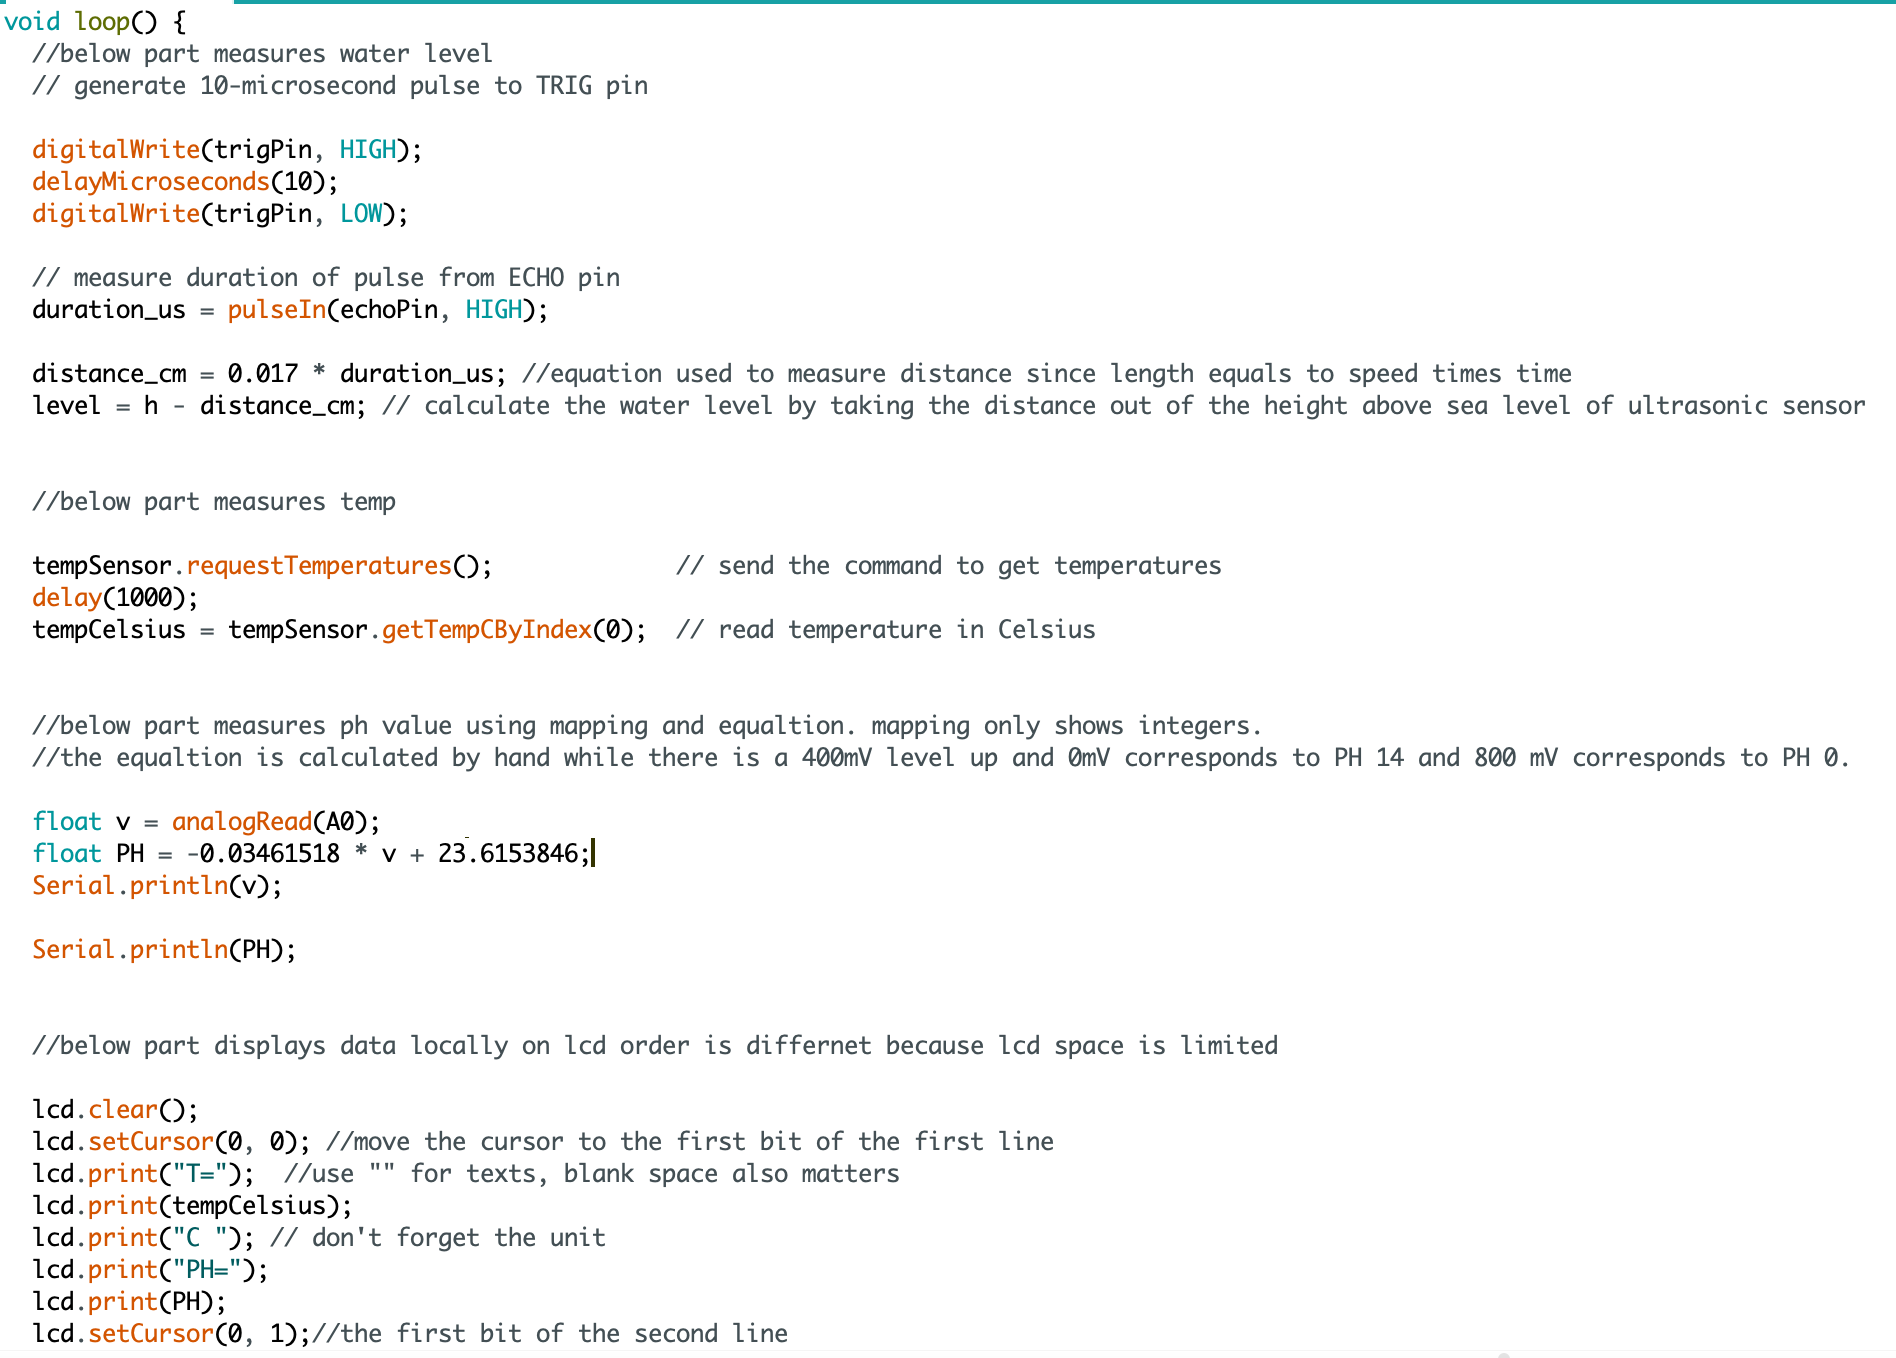 void loop() {
//below part measures water level
// generate 10-microsecond pulse to TRIG pin
digitalWrite(trigPin, HIGH);
delayMicroseconds(10);
digitalWrite(trigPin, LOW);
// measure duration of pulse from ECHO pin
duration_us = pulseIn(echoPin, HIGH);
distance_cm = 0.017 * duration_us; //equation used to measure distance since length equals to speed times time
level = h - distance_cm; // calculate the water level by taking the distance out of the height above sea level of ultrasonic sensor
//below part measures temp
tempSensor.requestTemperatures();             // send the command to get temperatures
delay(1000);
tempCelsius = tempSensor.getTempCByIndex(0);  // read temperature in Celsius
//below part measures ph value using mapping and equaltion. mapping only shows integers.
//the equaltion is calculated by hand while there is a 400mV level up and 0mV corresponds to PH 14 and 800 mV corresponds to PH 0.
float v = analogRead(A0);
float PH = -0.03461518 * v + 23.6153846;
Serial.println(v);
Serial.println(PH);
//below part displays data locally on lcd order is differnet because lcd space is limited
lcd.clear();
lcd.setCursor(0, 0); //move the cursor to the first bit of the first line
lcd.print("T=");  //use "" for texts, blank space also matters
lcd.print(tempCelsius);
lcd.print("C "); // don't forget the unit
lcd.print("PH=");
lcd.print(PH);
lcd.setCursor(0, 1);//the first bit of the second line